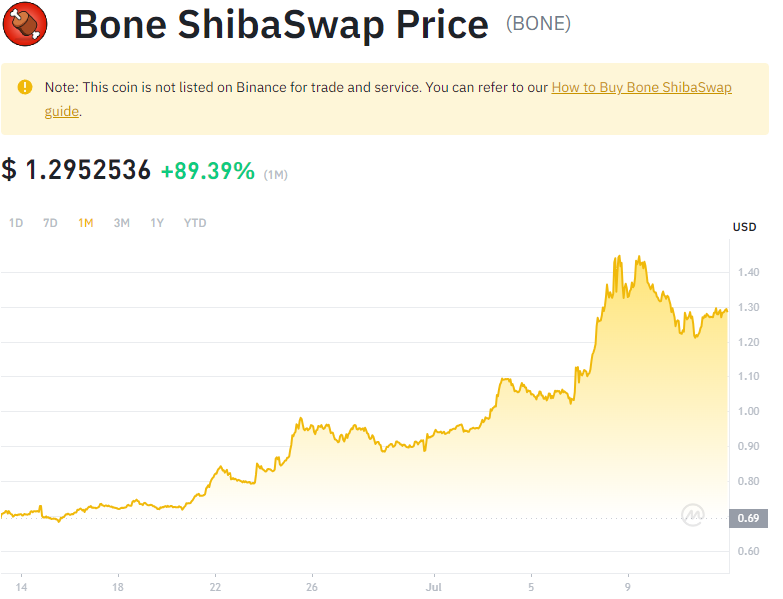 Bone ShibaSwap Price (BONE)
Note: This coin is not listed on Binance for trade and service. You can refer to our How to Buy Bone ShibaSwap
guide.
$ 1.2952536 +89.39% (1M)
1D 7D 1M 3M 1Y YTD
USD
1.40
1.30
1.20
1.10
1.00
0.90
0.80
0.69
0.60
14 18 22 26 Jul 5 9